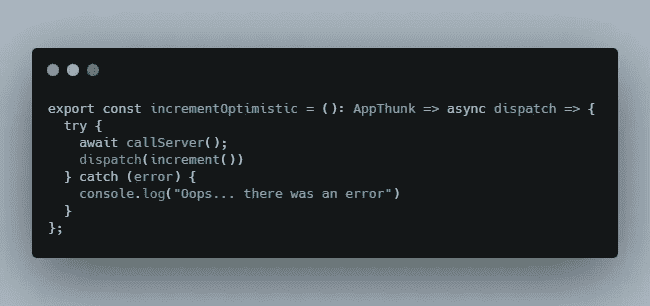 export const incrementOptimistic = (): AppThunk => async dispatch => {
  try {
    await callServer();
    dispatch(increment())
  } catch (error) {
    console.log("Oops... there was an error")
  }
};